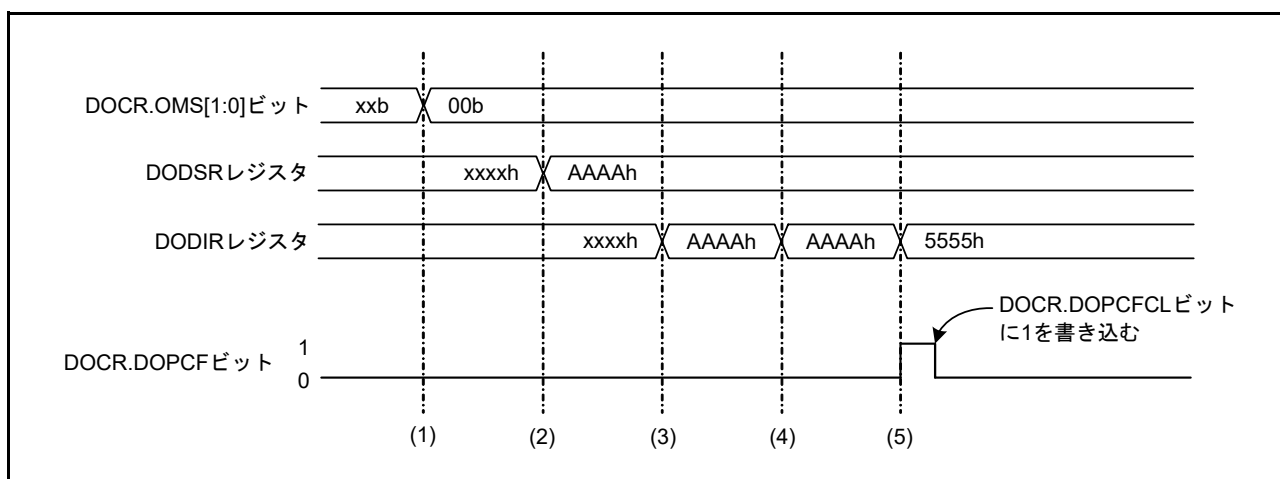 DOCR.OMS[1:0]ビット xxb 00b
DODSRレジスタ xxxxh AAAAh
DODIRレジスタ xxxxh AAAAh AAAAh 5555h
DOCR.DOPCFCLビット
に1を書き込む
DOCR.DOPCFビット 1
0
(1) (2) (3) (4) (5)